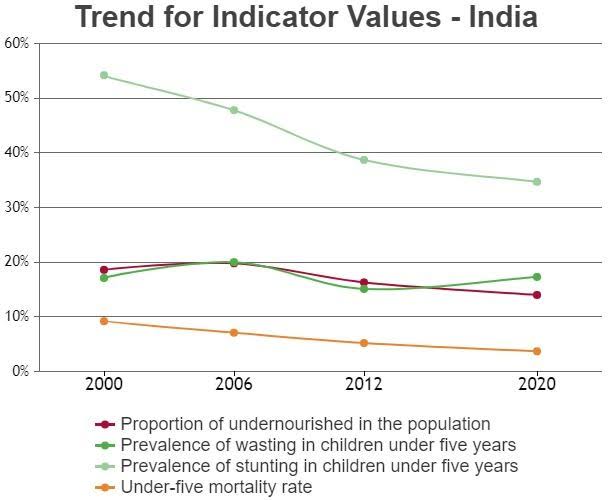 Trend for Indicator Values - India
60%
50%
40%
30%
20%
10%
0%
2000 2006 2012 2020
Proportion of undernourished in the population
Prevalence of wasting in children under five years
Prevalence of stunting in children under five years
Under-five mortality rate